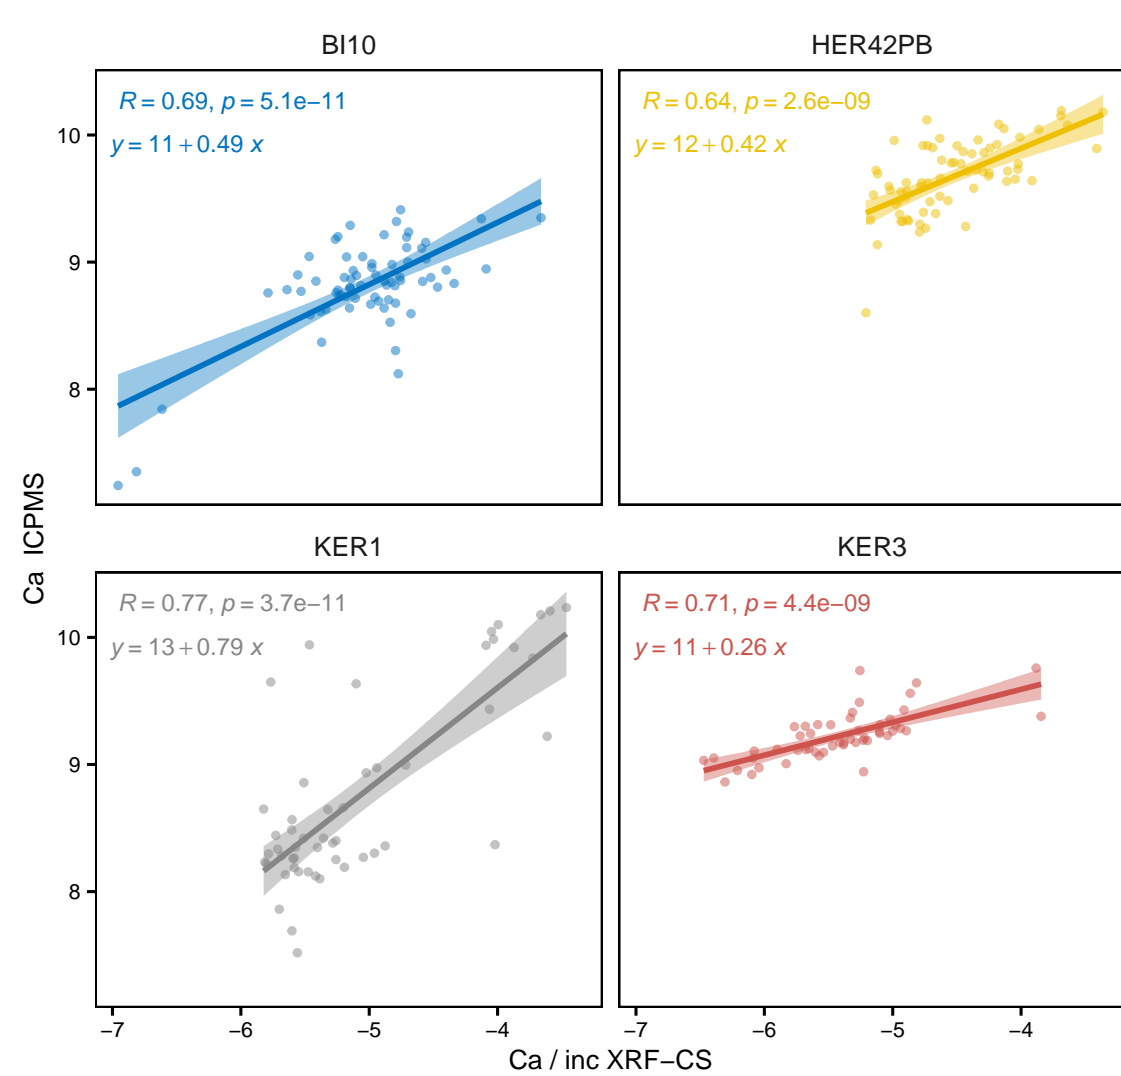 BI10
HER42PB
R = 0.69, p = 5.1e−11
y = 11 + 0.49 x
R = 0.64, p = 2.6e−09
y = 12 + 0.42 x
10
9
8
KER1
KER3
R = 0.77, p = 3.7e−11
y = 13 + 0.79 x
R = 0.71, p = 4.4e−09
y = 11 + 0.26 x
10
9
8
Ca ICPMS
−7 −6 −5 −4
−7 −6 −5 −4
Ca / inc XRF−CS